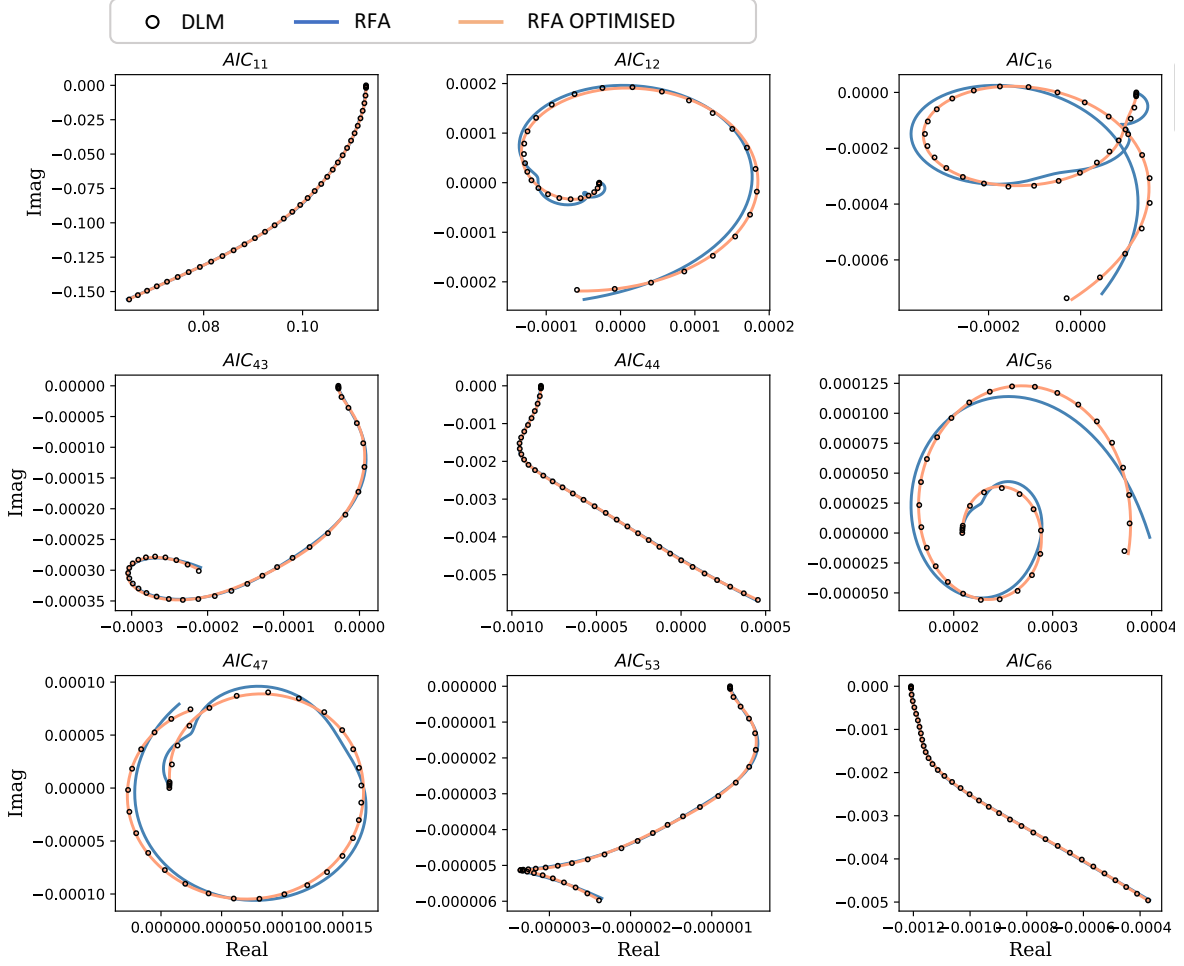 DLM RFA RFA OPTIMISED
AIC₁₁ AIC₁₂ AIC₁₆
0.000 0.0002 0.0000
−0.025
−0.050 0.0001 −0.0002
−0.075 0.0000
−0.100 −0.0001 −0.0004
−0.125
−0.150 −0.0002 −0.0006
Imag
0.08 0.10 −0.0001 0.0000 0.0001 0.0002 −0.0002 0.0000
AIC₄₃ AIC₄₄ AIC₅₆
0.00000 0.000 0.000125
−0.00005 −0.001 0.000100
−0.00010 0.000075
−0.00015 −0.002 0.000050
−0.00020 −0.003 0.000025
−0.00025 −0.004 0.000000
−0.00030 −0.005 −0.000025
−0.00035 −0.000050
Imag
−0.0003 −0.0002 −0.0001 0.0000 −0.0010 −0.0005 0.0000 0.0005 0.0002 0.0003 0.0004
AIC₄₇ AIC₅₃ AIC₆₆
0.00010 0.000000 0.000
−0.000001 −0.001
0.00005 −0.000002
0.00000 −0.000003 −0.002
−0.000004 −0.003
−0.00005 −0.000005 −0.004
−0.00010 −0.000006 −0.005
Imag
0.000000 0.00005 0.00010 0.00015 −0.000003 −0.000002 −0.000001 −0.0012 −0.0010 −0.0008 −0.0006 −0.0004
Real Real Real